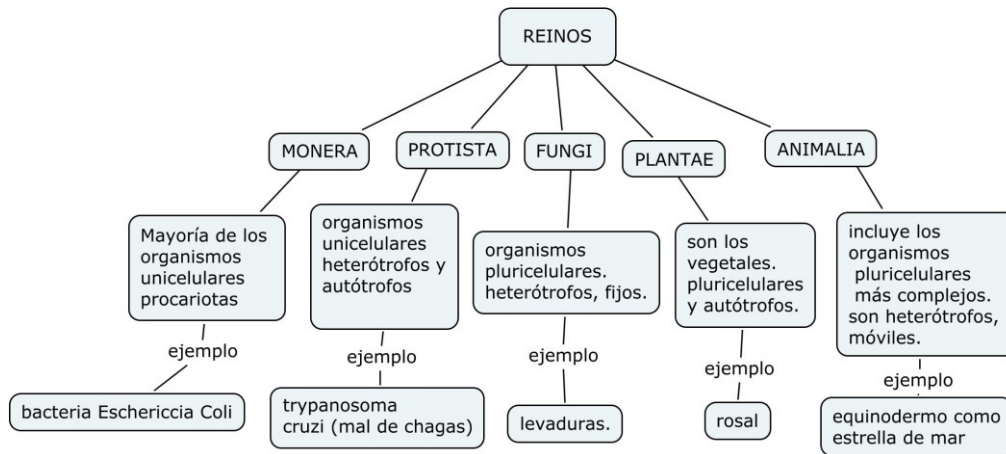 REINOS
MONERA
PROTISTA
FUNGI
PLANTAE
ANIMALIA
Mayoría de los
organismos
unicelulares
procariotas
organismos
unicelulares
heterótrofos y
autótrofos
organismos
pluricelulares.
heterótrofos, fijos.
son los
vegetales.
pluricelulares
y autótrofos.
incluye los
organismos
pluricelulares
más complejos.
son heterótrofos,
móviles.
ejemplo
ejemplo
ejemplo
ejemplo
ejemplo
bacteria Eschericcia Coli
trypanosoma
cruzi (mal de chagas)
levaduras.
rosal
equinodermo como
estrella de mar